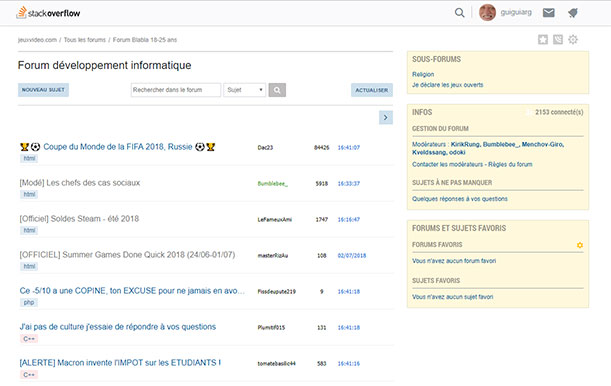 stackoverflow
guiguiarg
jeuxvideo.com / Tous les forums / Forum Blabla 18-25 ans
Forum développement informatique
NOUVEAU SUJET
Rechercher dans le forum
Sujet
ACTUALISER
🏆⚽ Coupe du Monde de la FIFA 2018, Russie ⚽🏆 Dac23 84426 16:41:07
html
[Modé] Les chefs des cas sociaux Bumblebee_ 5918 16:33:37
html
[Officiel] Soldes Steam - été 2018 LeFameuxAmi 1747 16:16:47
html
[OFFICIEL] Summer Games Done Quick 2018 (24/06-01/07) masterRizAu 108 02/07/2018
html
Ce -5/10 a une COPINE, ton EXCUSE pour ne jamais en avo... Fissdeupute219 9 16:41:18
php
J'ai pas de culture j'essaie de répondre à vos questions Plumitif015 131 16:41:18
C++
[ALERTE] Macron invente l'IMPOT sur les ETUDIANTS ! tomatebasilic44 583 16:41:16
C++
SOUS-FORUMS
Religion
Je déclare les jeux ouverts
INFOS 2153 connecté(s)
GESTION DU FORUM
Modérateurs : KirikRung, Bumblebee_, Menchov-Giro,
Kveldssang, odoki
Contacter les modérateurs - Règles du forum
SUJETS À NE PAS MANQUER
Quelques réponses à vos questions
FORUMS ET SUJETS FAVORIS
FORUMS FAVORIS
Vous n'avez aucun forum favori
SUJETS FAVORIS
Vous n'avez aucun sujet favori